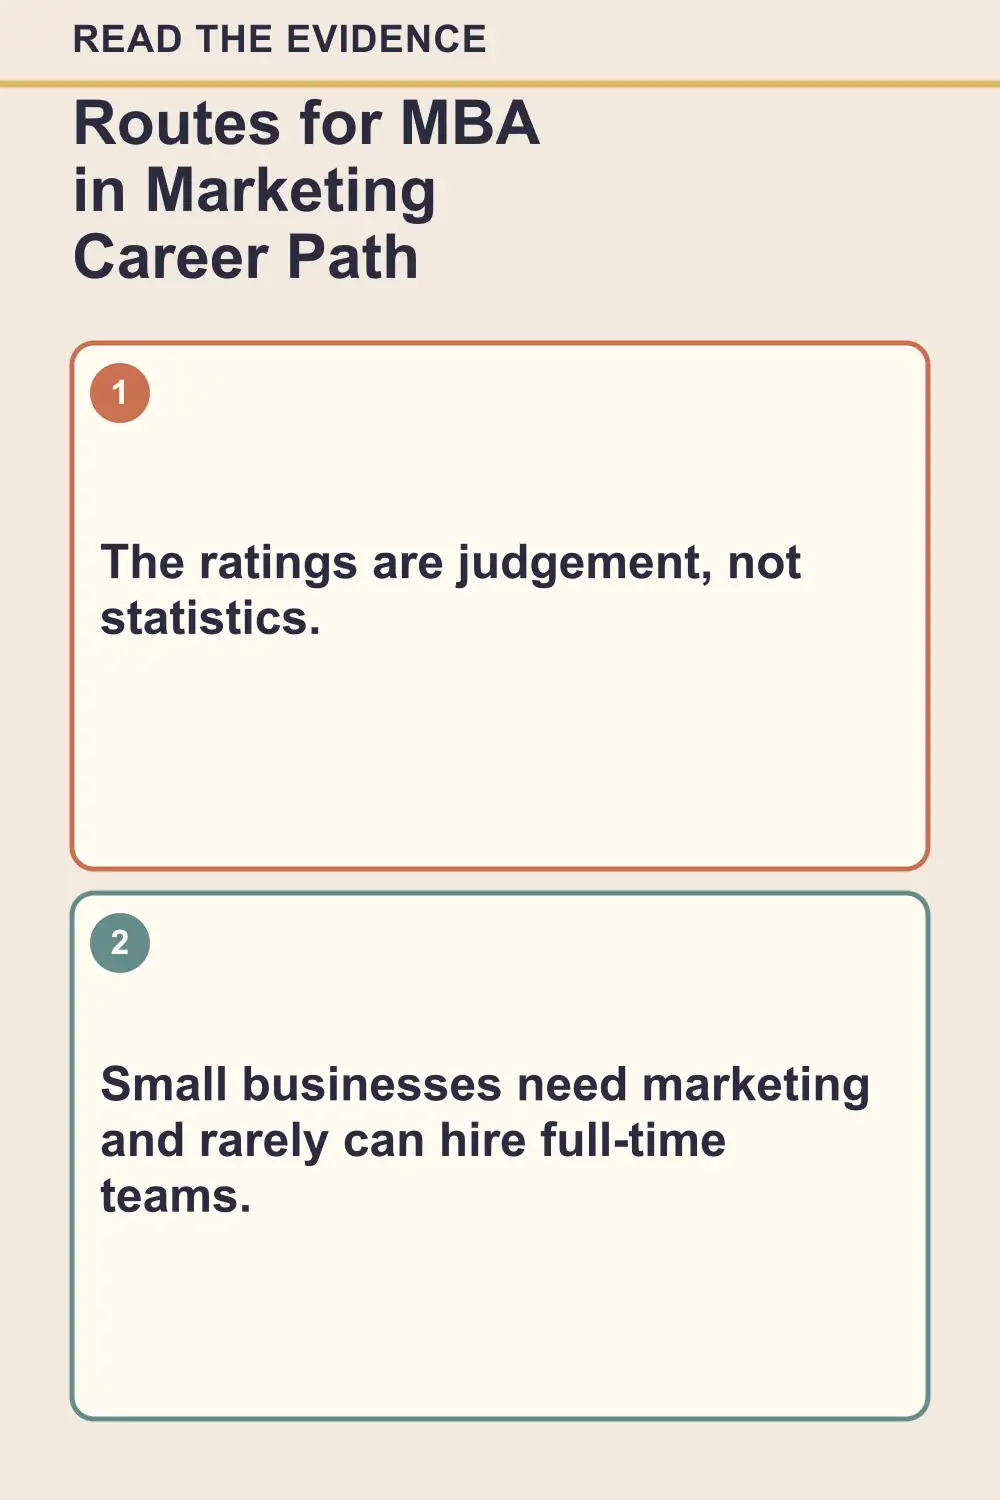 READ THE EVIDENCE
Routes for MBA
in Marketing
Career Path
1
The ratings are judgement, not
statistics.
2
Small businesses need marketing
and rarely can hire full-time
teams.